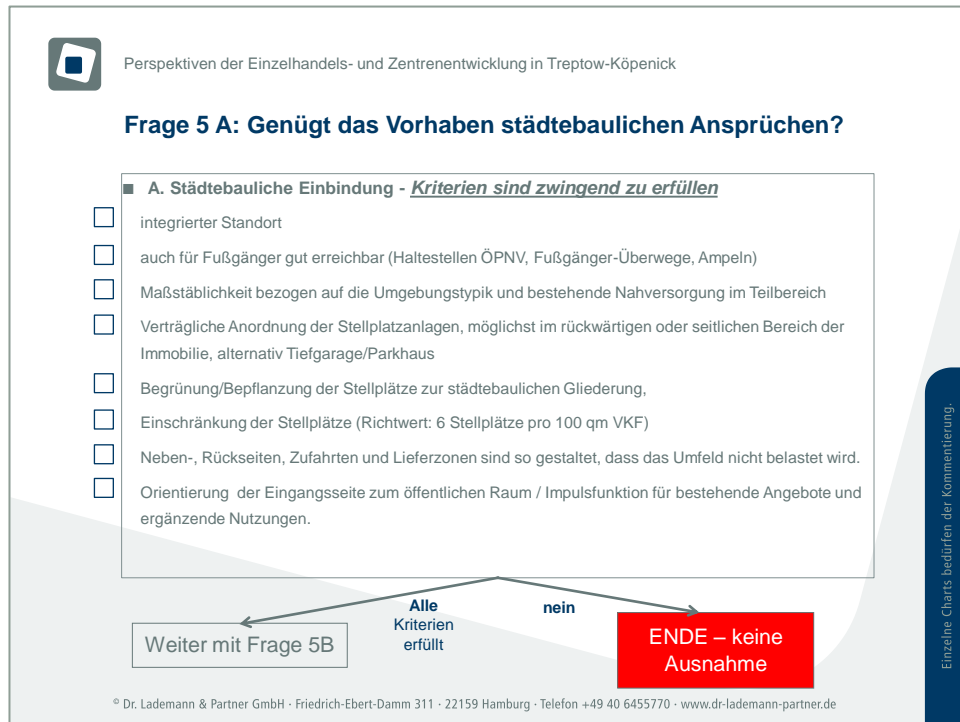 Perspektiven der Einzelhandels- und Zentrenentwicklung in Treptow-Köpenick
Frage 5 A: Genügt das Vorhaben städtebaulichen Ansprüchen?
■ A. Städtebauliche Einbindung - Kriterien sind zwingend zu erfüllen
integrierter Standort
auch für Fußgänger gut erreichbar (Haltestellen ÖPNV, Fußgänger-Überwege, Ampeln)
Maßstäblichkeit bezogen auf die Umgebungstypik und bestehende Nahversorgung im Teilbereich
Verträgliche Anordnung der Stellplatzanlagen, möglichst im rückwärtigen oder seitlichen Bereich der
Immobilie, alternativ Tiefgarage/Parkhaus
Begrünung/Bepflanzung der Stellplätze zur städtebaulichen Gliederung,
Einschränkung der Stellplätze (Richtwert: 6 Stellplätze pro 100 qm VKF)
Neben-, Rückseiten, Zufahrten und Lieferzonen sind so gestaltet, dass das Umfeld nicht belastet wird.
Orientierung der Eingangsseite zum öffentlichen Raum / Impulsfunktion für bestehende Angebote und
ergänzende Nutzungen.
Alle
Kriterien
erfüllt
nein
Weiter mit Frage 5B
ENDE – keine
Ausnahme
© Dr. Lademann & Partner GmbH · Friedrich-Ebert-Damm 311 · 22159 Hamburg · Telefon +49 40 6455770 · www.dr-lademann-partner.de
Einzelne Charts bedürfen der Kommentierung.